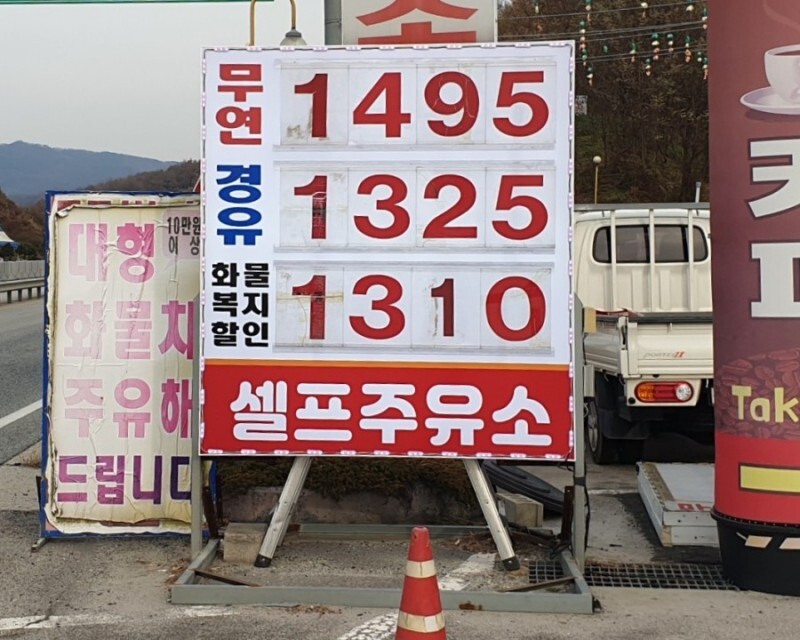 무연 1495
경유 1325
화물
복지
할인 1310
셀프주유소
10만원
이상
대형
화물차
주유해
드립니다
Tak